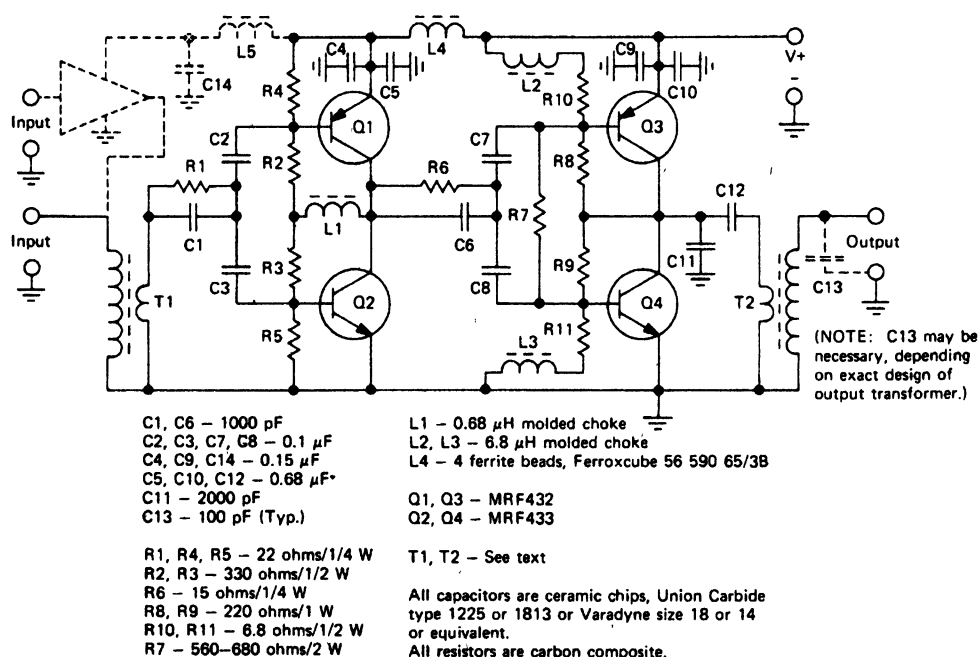 L5
C4
L4
C9
V+
-
C14
C5
L2
R10
C10
R4
Input
Q1
Q3
C2
C7
R1
R2
R6
R8
C12
R7
Input
C1
L1
C6
C11
Output
R3
R9
C3
C8
T1
Q2
Q4
T2
C13
R5
R11
L3
(NOTE: C13 may be
necessary, depending
on exact design of
output transformer.)
C1, C6 – 1000 pF
C2, C3, C7, C8 – 0.1 μF
C4, C9, C14 – 0.15 μF
C5, C10, C12 – 0.68 μF
C11 – 2000 pF
C13 – 100 pF (Typ.)
R1, R4, R5 – 22 ohms/1/4 W
R2, R3 – 330 ohms/1/2 W
R6 – 15 ohms/1/4 W
R8, R9 – 220 ohms/1 W
R10, R11 – 6.8 ohms/1/2 W
R7 – 560–680 ohms/2 W
L1 – 0.68 μH molded choke
L2, L3 – 6.8 μH molded choke
L4 – 4 ferrite beads, Ferroxcube 56 590 65/3B
Q1, Q3 – MRF432
Q2, Q4 – MRF433
T1, T2 – See text
All capacitors are ceramic chips, Union Carbide
type 1225 or 1813 or Varadyne size 18 or 14
or equivalent.
All resistors are carbon composite.